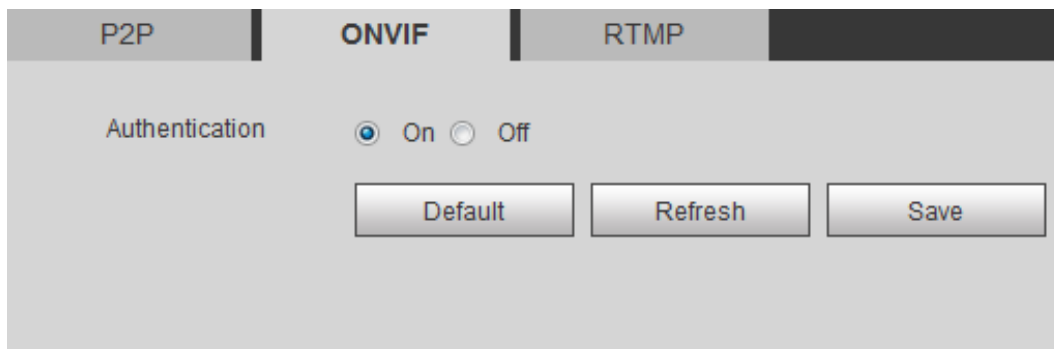 P2P ONVIF RTMP
Authentication On Off
Default Refresh Save